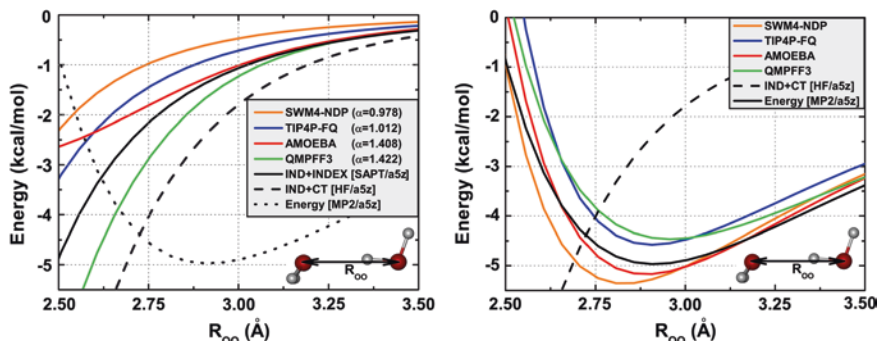 0
-1
-2
-3
-4
-5
Energy (kcal/mol)
SWM4-NDP (α=0.978)
TIP4P-FQ (α=1.012)
AMOEBA (α=1.408)
QMPFF3 (α=1.422)
IND+INDEX [SAPT/a5z]
IND+CT [HF/a5z]
Energy [MP2/a5z]
R_OO
2.50 2.75 3.00 3.25 3.50
R_OO (Å)
0
-1
-2
-3
-4
-5
Energy (kcal/mol)
SWM4-NDP
TIP4P-FQ
AMOEBA
QMPFF3
IND+CT [HF/a5z]
Energy [MP2/a5z]
R_OO
2.50 2.75 3.00 3.25 3.50
R_OO (Å)